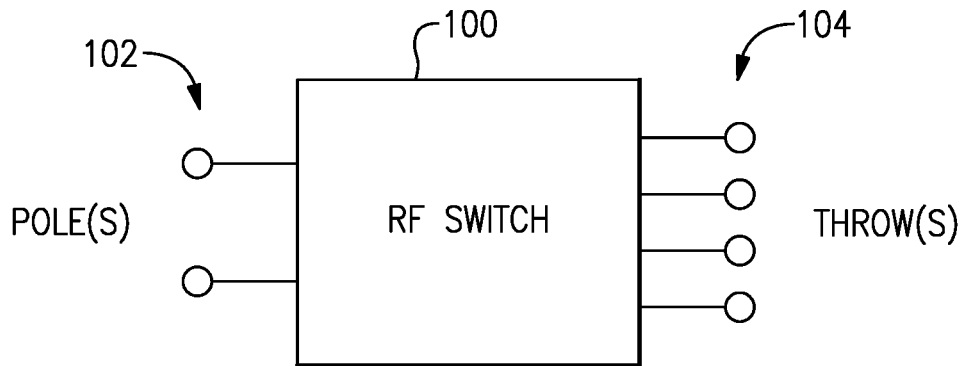 100
102
104
POLE(S)
RF SWITCH
THROW(S)